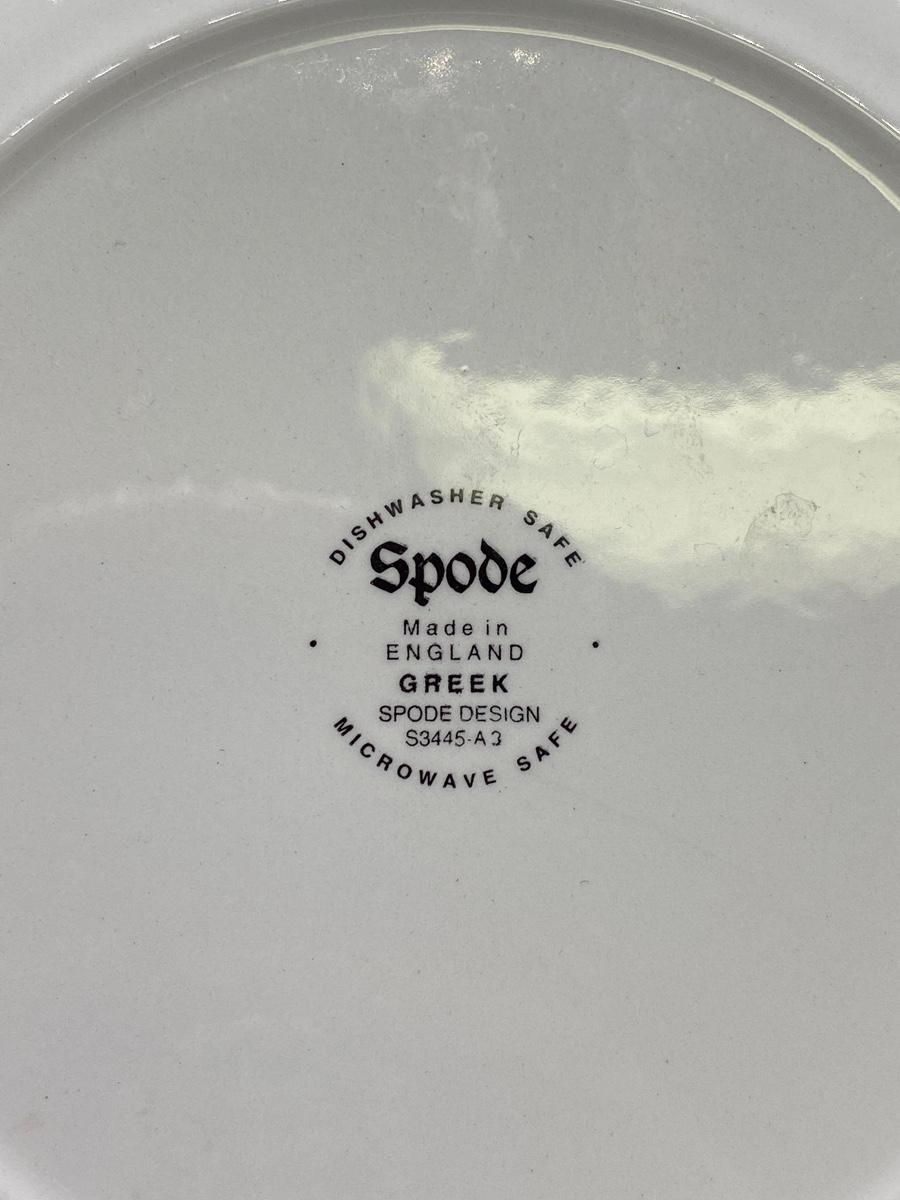 DISHWASHER SAFE
Spode
Made in
ENGLAND
GREEK
SPODE DESIGN
S3445-A3
MICROWAVE SAFE